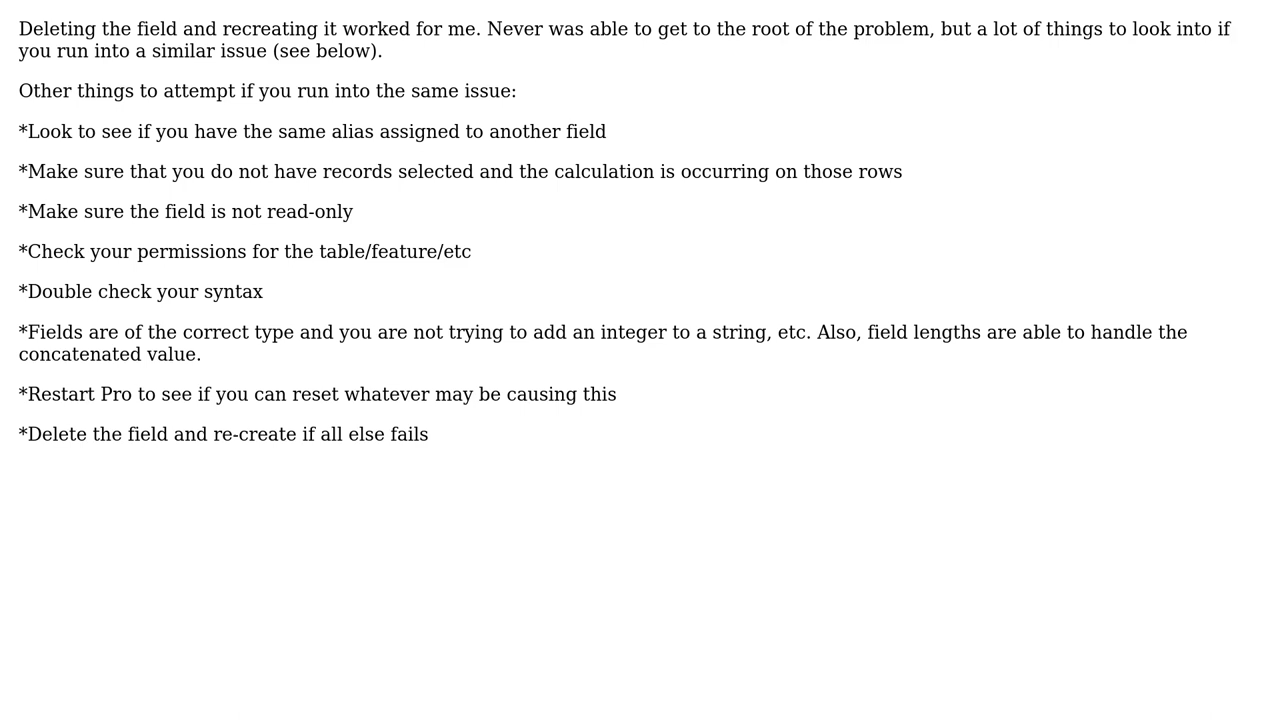 Deleting the field and recreating it worked for me. Never was able to get to the root of the problem, but a lot of things to look into if
you run into a similar issue (see below).
Other things to attempt if you run into the same issue:
*Look to see if you have the same alias assigned to another field
*Make sure that you do not have records selected and the calculation is occurring on those rows
*Make sure the field is not read-only
*Check your permissions for the table/feature/etc
*Double check your syntax
*Fields are of the correct type and you are not trying to add an integer to a string, etc. Also, field lengths are able to handle the
concatenated value.
*Restart Pro to see if you can reset whatever may be causing this
*Delete the field and re-create if all else fails